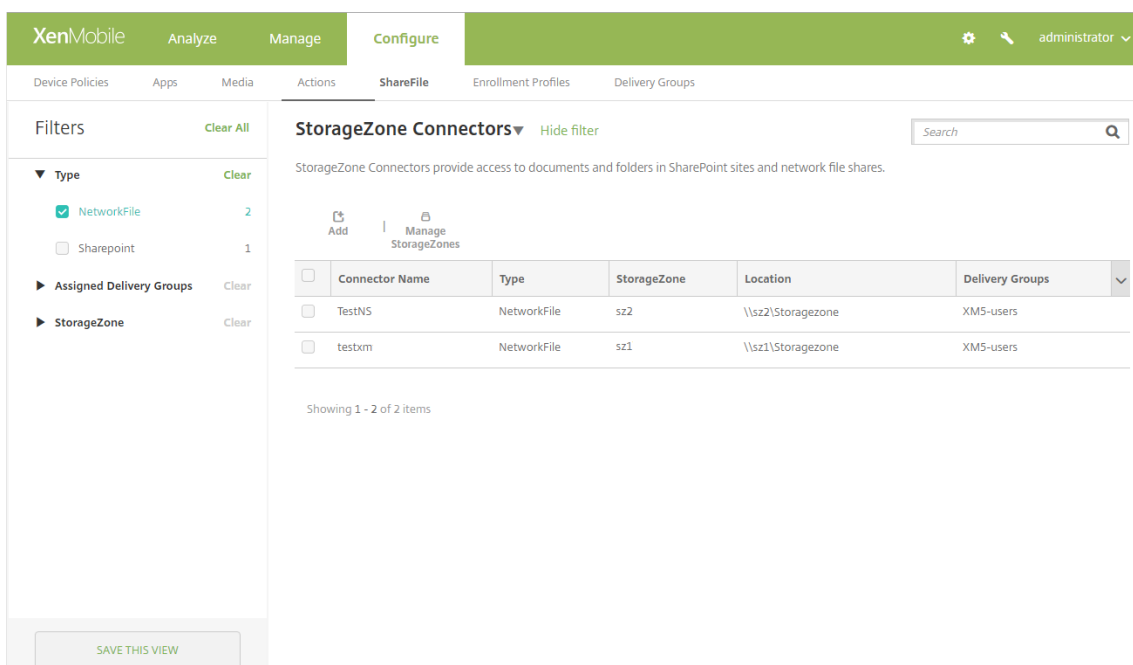 XenMobile Analyze Manage Configure administrator
Device Policies Apps Media Actions ShareFile Enrollment Profiles Delivery Groups
Filters Clear All
Type Clear
NetworkFile 2
Sharepoint 1
Assigned Delivery Groups Clear
StorageZone Clear
SAVE THIS VIEW
StorageZone Connectors Hide filter Search
StorageZone Connectors provide access to documents and folders in SharePoint sites and network file shares.
Add | Manage
StorageZones
Connector Name Type StorageZone Location Delivery Groups
TestNS NetworkFile sz2 \\sz2\Storagezone XM5-users
testxm NetworkFile sz1 \\sz1\Storagezone XM5-users
Showing 1 - 2 of 2 items